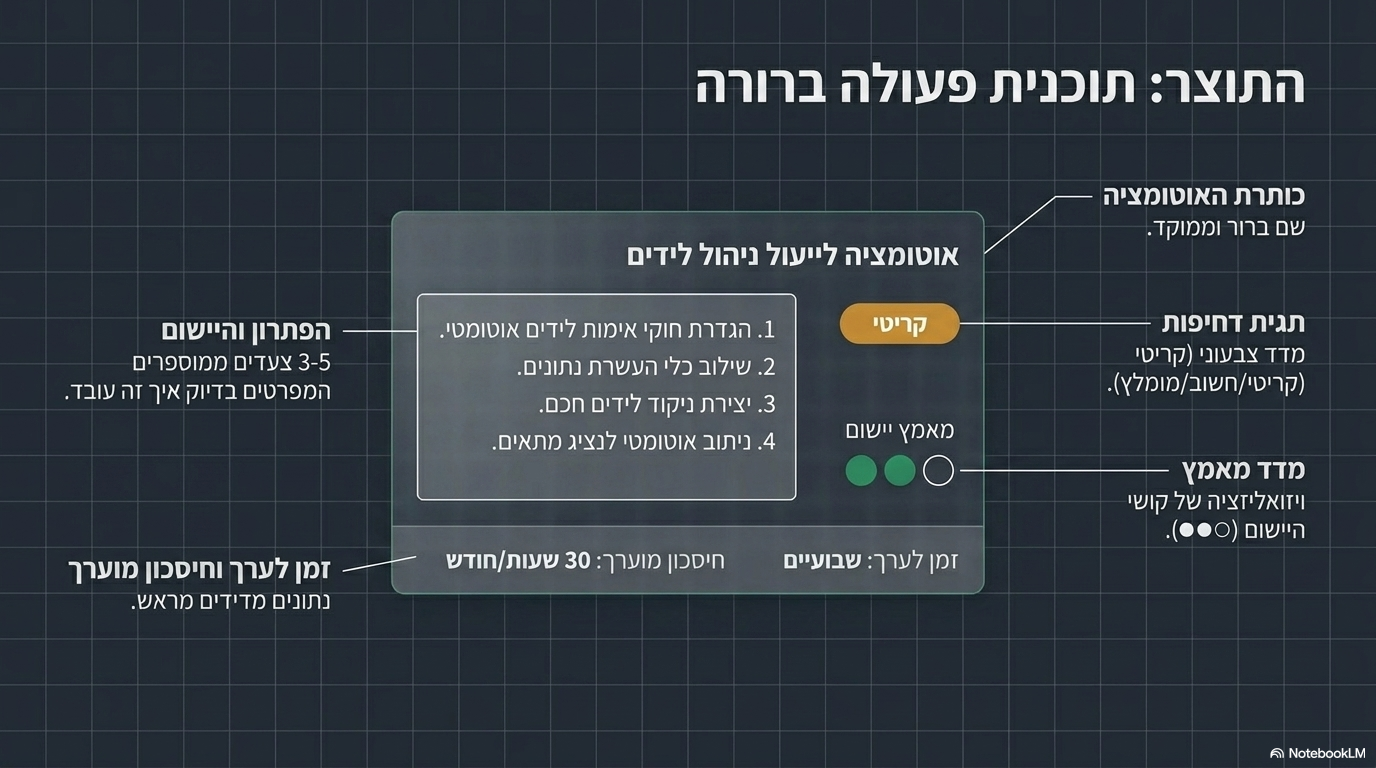 התוצר: תוכנית פעולה ברורה
כותרת האוטומציה
שם ברור וממוקד.
אוטומציה לייעול ניהול לידים
תגית דחיפות
מדד צבעוני (קריטי
(קריטי/חשוב/מומלץ).
קריטי
מאמץ יישום
מדד מאמץ
ויזואליזציה של קושי
היישום (○●●).
1. הגדרת חוקי אימות לידים אוטומטי.
2. שילוב כלי העשרת נתונים.
3. יצירת ניקוד לידים חכם.
4. ניתוב אוטומטי לנציג מתאים.
הפתרון והיישום
3-5 צעדים ממוספרים
המפרטים בדיוק איך זה עובד.
זמן לערך: שבועיים
חיסכון מוערך: 30 שעות/חודש
זמן לערך וחיסכון מוערך
נתונים מדידים מראש.
NotebookLM